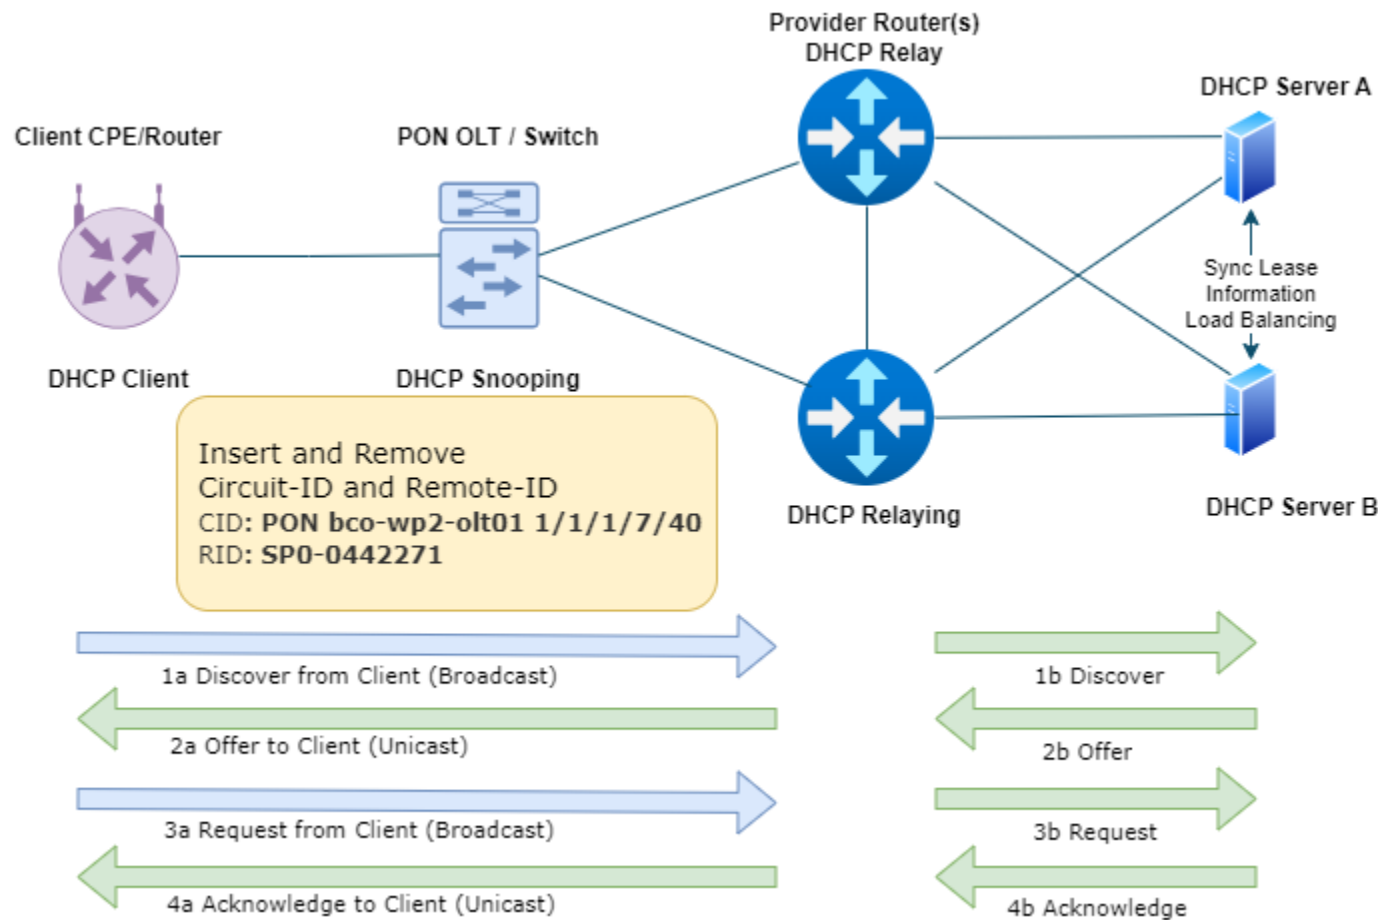 Provider Router(s)
DHCP Relay
DHCP Server A
Client CPE/Router
PON OLT / Switch
Sync Lease
Information
Load Balancing
DHCP Client
DHCP Snooping
Insert and Remove
Circuit-ID and Remote-ID
CID: PON bco-wp2-olt01 1/1/1/7/40
RID: SP0-0442271
DHCP Relaying
DHCP Server B
1a Discover from Client (Broadcast)
1b Discover
2a Offer to Client (Unicast)
2b Offer
3a Request from Client (Broadcast)
3b Request
4a Acknowledge to Client (Unicast)
4b Acknowledge